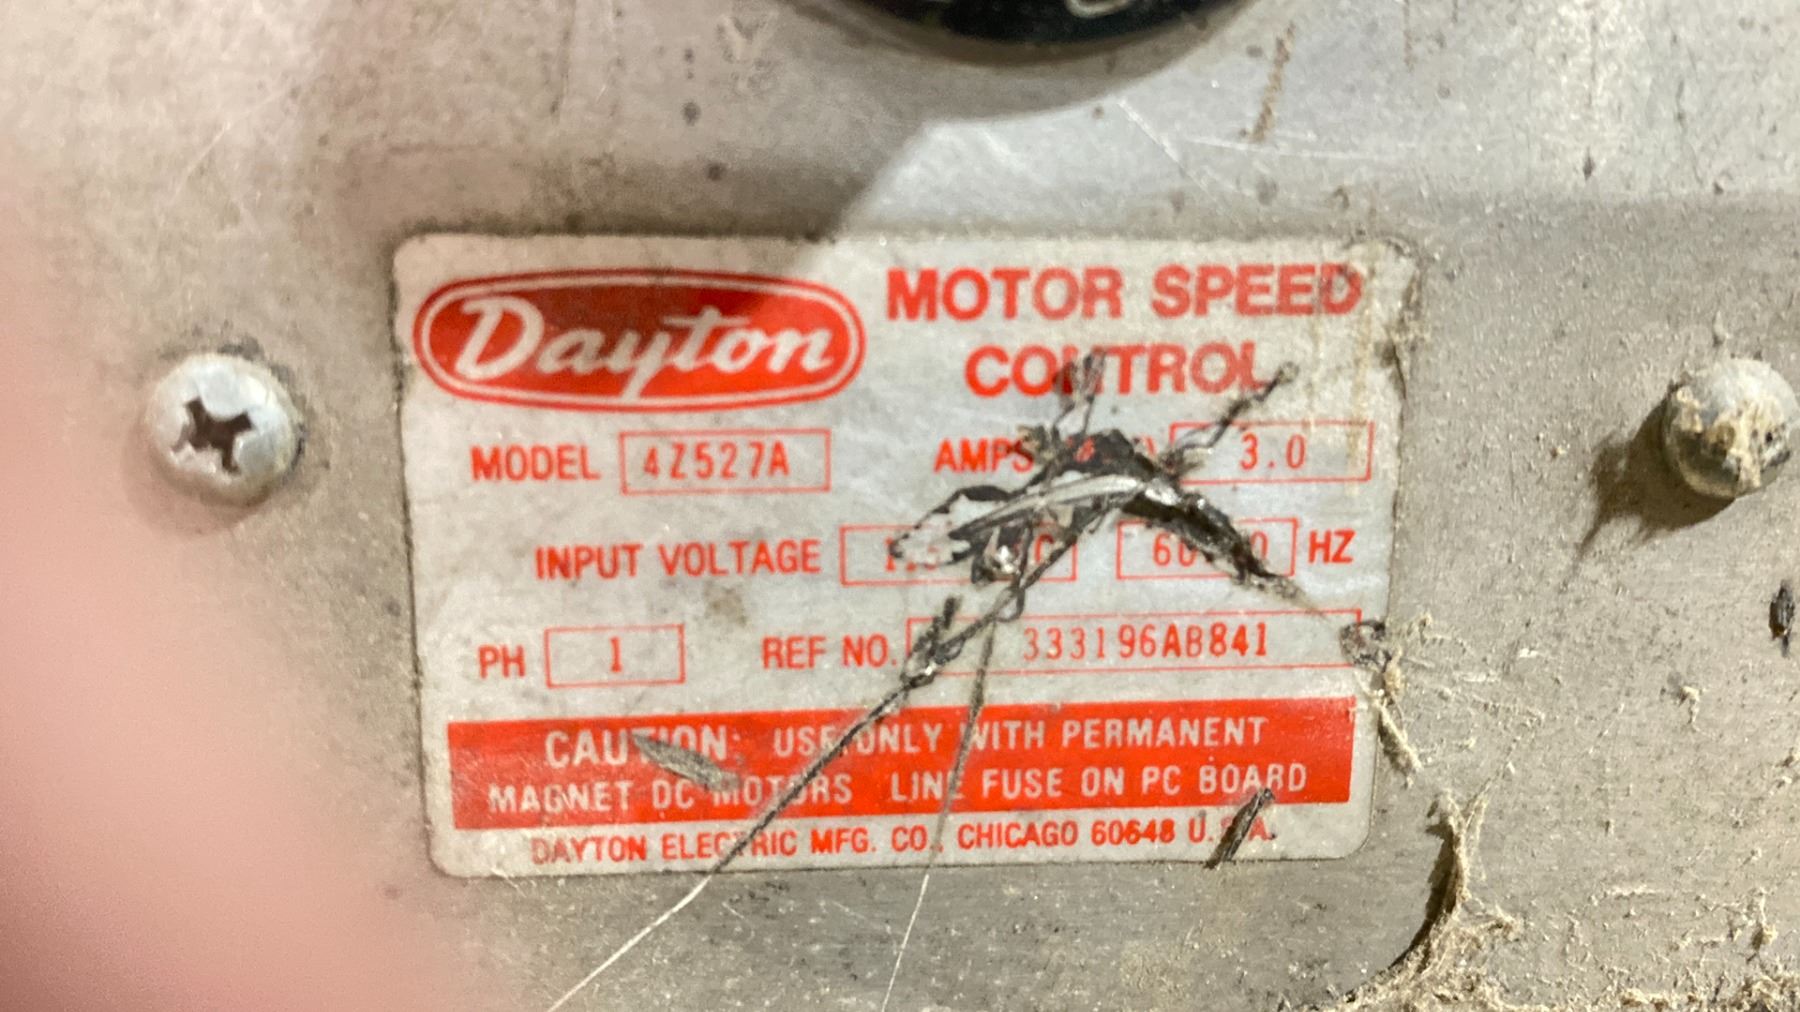 Dayton
MOTOR SPEED
CONTROL
MODEL 4Z527A AMPS 3.0
INPUT VOLTAGE HZ
PH 1 REF NO. 333196AB841
CAUTION: USE ONLY WITH PERMANENT
MAGNET DC MOTORS LINE FUSE ON PC BOARD
DAYTON ELECTRIC MFG. CO., CHICAGO 60648 U.S.A.